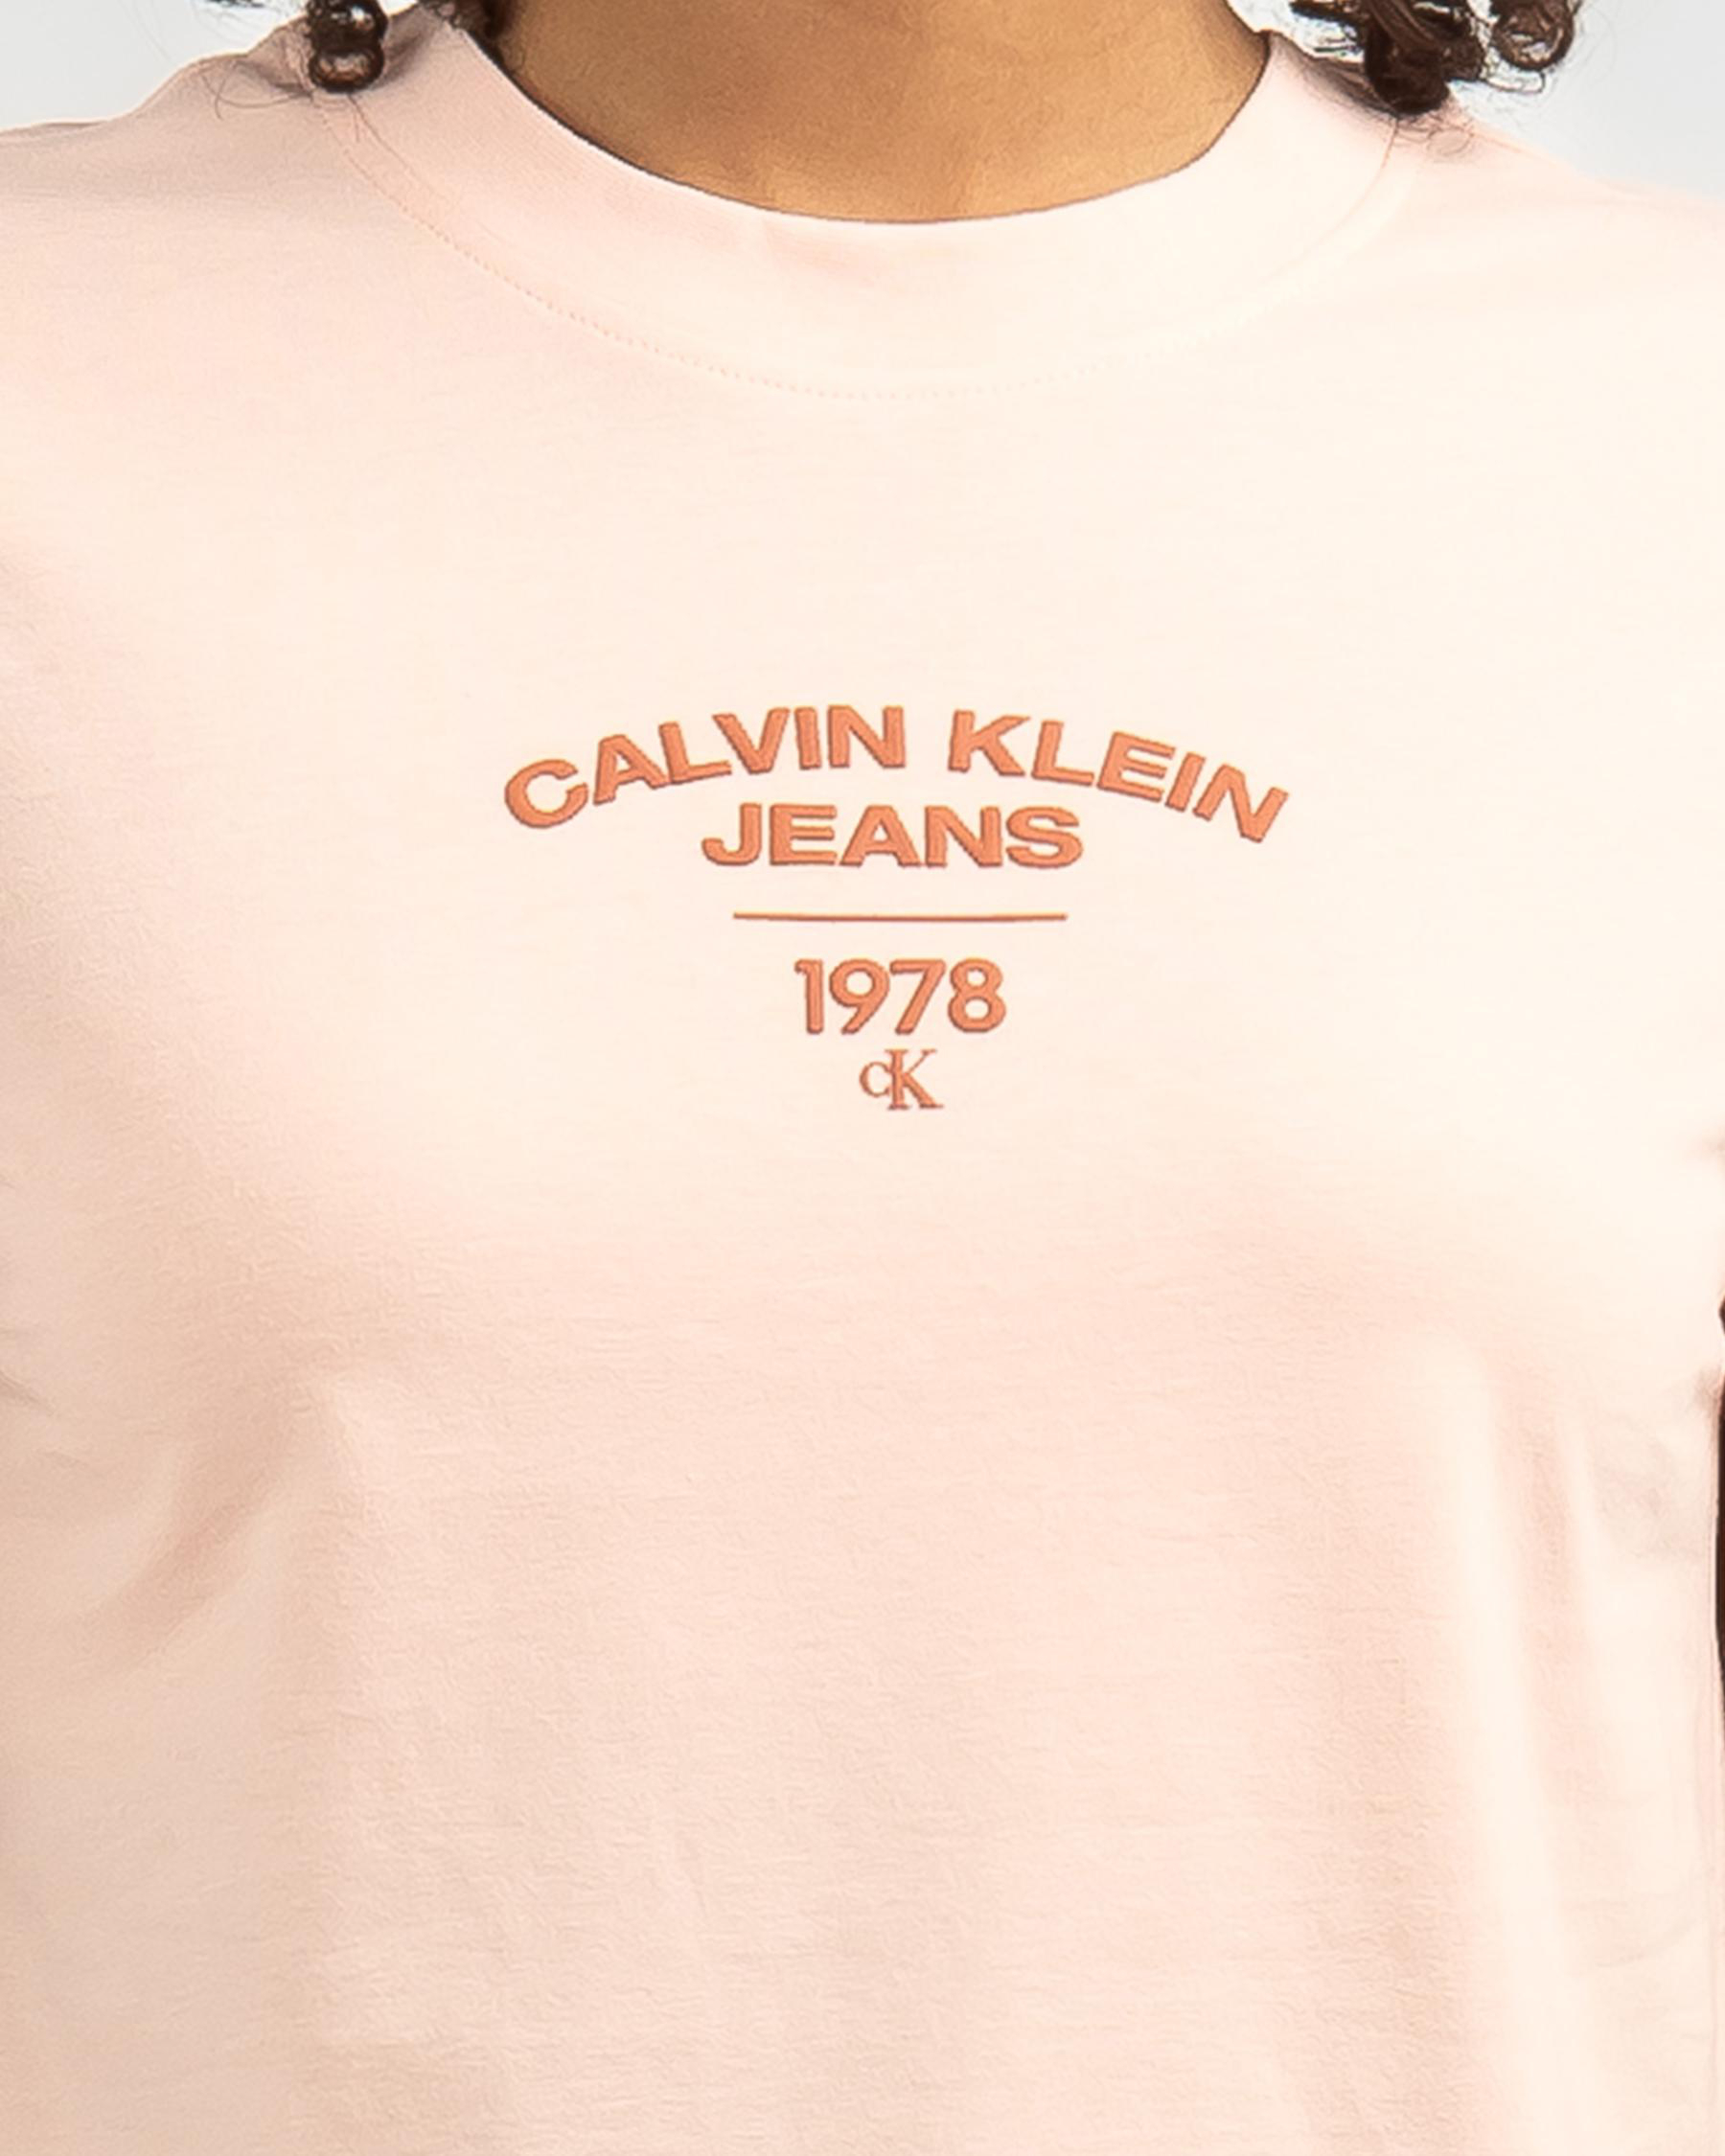 CALVIN KLEIN
JEANS
1978
cK